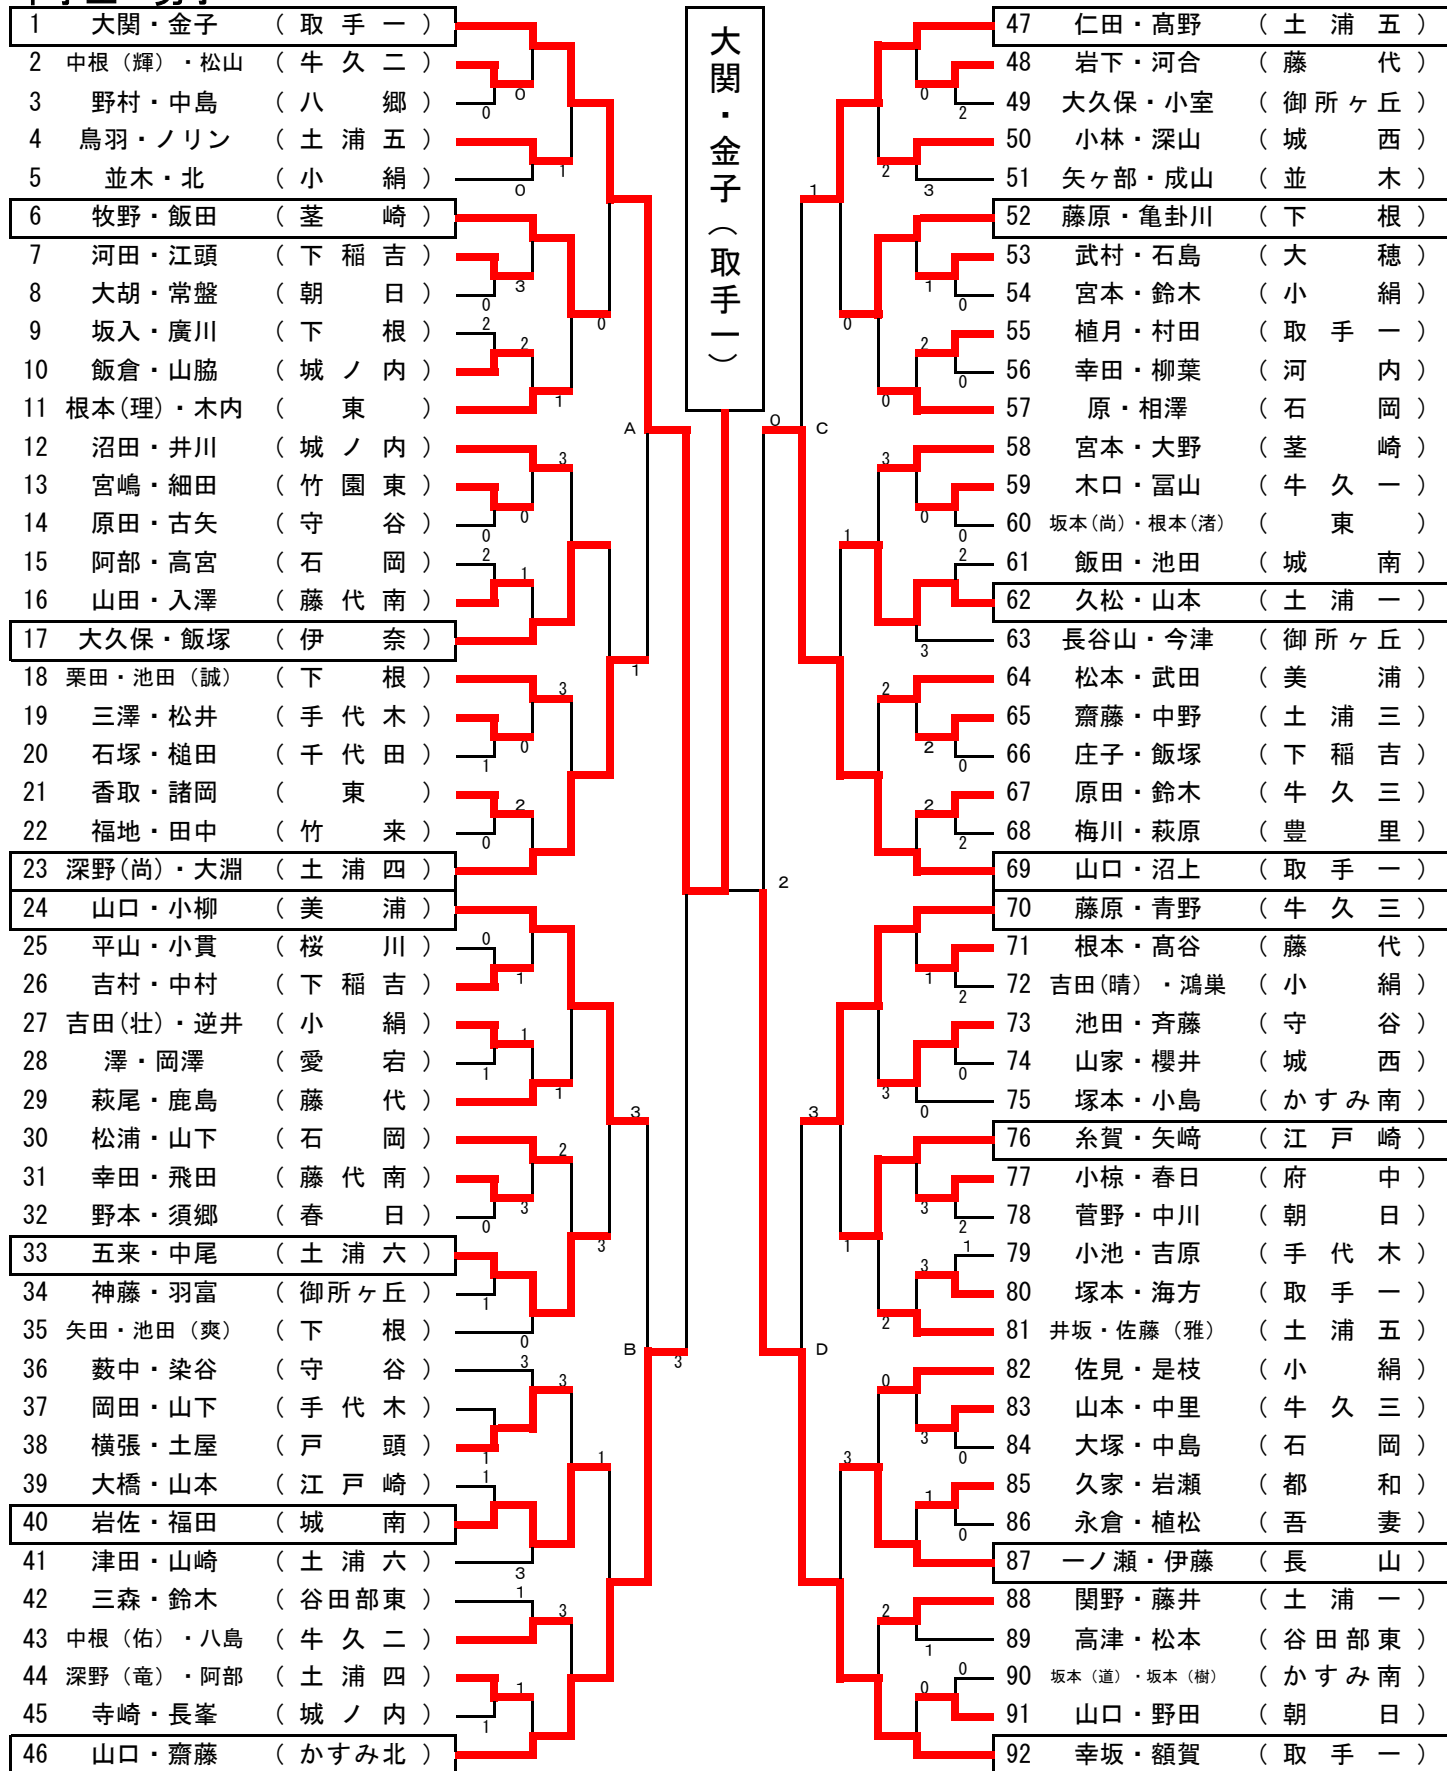 大関・金子（取手一）
1 大関・金子 （ 取 手 一 ）
2 中根（輝）・松山 （ 牛 久 二 ）
3 野村・中島 （ 八 郷 ）
4 鳥羽・ノリン （ 土 浦 五 ）
5 並木・北 （ 小 絹 ）
6 牧野・飯田 （ 茎 崎 ）
7 河田・江頭 （ 下 稲 吉 ）
8 大胡・常盤 （ 朝 日 ）
9 坂入・廣川 （ 下 根 ）
10 飯倉・山脇 （ 城 ノ 内 ）
11 根本(理)・木内 （ 東 ）
12 沼田・井川 （ 城 ノ 内 ）
13 宮嶋・細田 （ 竹 園 東 ）
14 原田・古矢 （ 守 谷 ）
15 阿部・高宮 （ 石 岡 ）
16 山田・入澤 （ 藤 代 南 ）
17 大久保・飯塚 （ 伊 奈 ）
18 栗田・池田（誠） （ 下 根 ）
19 三澤・松井 （ 手 代 木 ）
20 石塚・槌田 （ 千 代 田 ）
21 香取・諸岡 （ 東 ）
22 福地・田中 （ 竹 来 ）
23 深野(尚)・大淵 （ 土 浦 四 ）
24 山口・小柳 （ 美 浦 ）
25 平山・小貫 （ 桜 川 ）
26 吉村・中村 （ 下 稲 吉 ）
27 吉田(壮)・逆井 （ 小 絹 ）
28 澤・岡澤 （ 愛 宕 ）
29 萩尾・鹿島 （ 藤 代 ）
30 松浦・山下 （ 石 岡 ）
31 幸田・飛田 （ 藤 代 南 ）
32 野本・須郷 （ 春 日 ）
33 五来・中尾 （ 土 浦 六 ）
34 神藤・羽富 （ 御所ヶ丘 ）
35 矢田・池田（爽） （ 下 根 ）
36 薮中・染谷 （ 守 谷 ）
37 岡田・山下 （ 手 代 木 ）
38 横張・土屋 （ 戸 頭 ）
39 大橋・山本 （ 江 戸 崎 ）
40 岩佐・福田 （ 城 南 ）
41 津田・山崎 （ 土 浦 六 ）
42 三森・鈴木 （ 谷田部東 ）
43 中根（佑）・八島 （ 牛 久 二 ）
44 深野（竜）・阿部 （ 土 浦 四 ）
45 寺崎・長峯 （ 城 ノ 内 ）
46 山口・齋藤 （ かすみ北 ）
47 仁田・髙野 （ 土 浦 五 ）
48 岩下・河合 （ 藤 代 ）
49 大久保・小室 （ 御所ヶ丘 ）
50 小林・深山 （ 城 西 ）
51 矢ヶ部・成山 （ 並 木 ）
52 藤原・亀卦川 （ 下 根 ）
53 武村・石島 （ 大 穂 ）
54 宮本・鈴木 （ 小 絹 ）
55 植月・村田 （ 取 手 一 ）
56 幸田・柳葉 （ 河 内 ）
57 原・相澤 （ 石 岡 ）
58 宮本・大野 （ 茎 崎 ）
59 木口・冨山 （ 牛 久 一 ）
60 坂本(尚)・根本(渚) （ 東 ）
61 飯田・池田 （ 城 南 ）
62 久松・山本 （ 土 浦 一 ）
63 長谷山・今津 （ 御所ヶ丘 ）
64 松本・武田 （ 美 浦 ）
65 齋藤・中野 （ 土 浦 三 ）
66 庄子・飯塚 （ 下 稲 吉 ）
67 原田・鈴木 （ 牛 久 三 ）
68 梅川・萩原 （ 豊 里 ）
69 山口・沼上 （ 取 手 一 ）
70 藤原・青野 （ 牛 久 三 ）
71 根本・髙谷 （ 藤 代 ）
72 吉田(晴)・鴻巣 （ 小 絹 ）
73 池田・斉藤 （ 守 谷 ）
74 山家・櫻井 （ 城 西 ）
75 塚本・小島 （ かすみ南 ）
76 糸賀・矢﨑 （ 江 戸 崎 ）
77 小椋・春日 （ 府 中 ）
78 菅野・中川 （ 朝 日 ）
79 小池・吉原 （ 手 代 木 ）
80 塚本・海方 （ 取 手 一 ）
81 井坂・佐藤（雅） （ 土 浦 五 ）
82 佐見・是枝 （ 小 絹 ）
83 山本・中里 （ 牛 久 三 ）
84 大塚・中島 （ 石 岡 ）
85 久家・岩瀬 （ 都 和 ）
86 永倉・植松 （ 吾 妻 ）
87 一ノ瀬・伊藤 （ 長 山 ）
88 関野・藤井 （ 土 浦 一 ）
89 高津・松本 （ 谷田部東 ）
90 坂本（道）・坂本（樹） （ かすみ南 ）
91 山口・野田 （ 朝 日 ）
92 幸坂・額賀 （ 取 手 一 ）
A
B
C
D